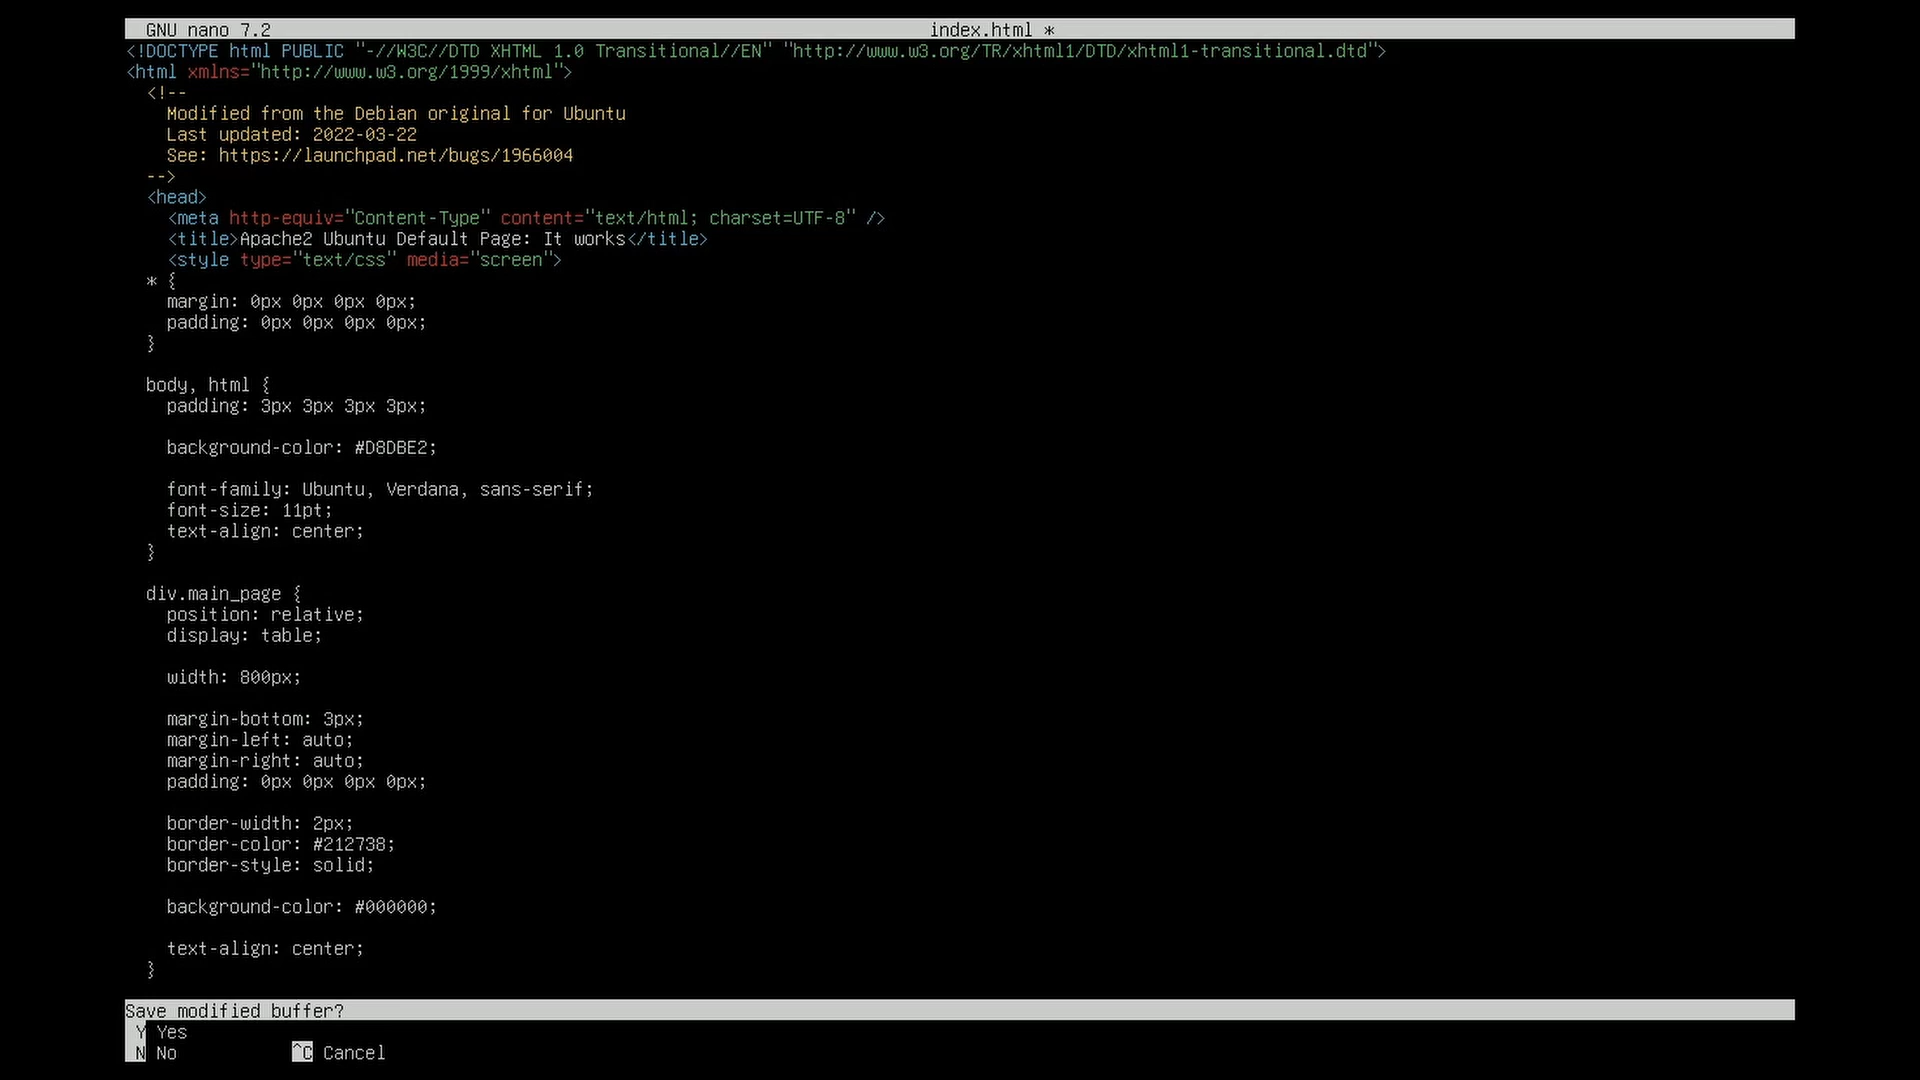 GNU nano 7.2 index.html *
<!DOCTYPE html PUBLIC "-//W3C//DTD XHTML 1.0 Transitional//EN" "http://www.w3.org/TR/xhtml1/DTD/xhtml1-transitional.dtd">
<html xmlns="http://www.w3.org/1999/xhtml">
  <!--
    Modified from the Debian original for Ubuntu
    Last updated: 2022-03-22
    See: https://launchpad.net/bugs/1966004
  -->
  <head>
    <meta http-equiv="Content-Type" content="text/html; charset=UTF-8" />
    <title>Apache2 Ubuntu Default Page: It works</title>
    <style type="text/css" media="screen">
  * {
    margin: 0px 0px 0px 0px;
    padding: 0px 0px 0px 0px;
  }

  body, html {
    padding: 3px 3px 3px 3px;

    background-color: #D8DBE2;

    font-family: Ubuntu, Verdana, sans-serif;
    font-size: 11pt;
    text-align: center;
  }

  div.main_page {
    position: relative;
    display: table;

    width: 800px;

    margin-bottom: 3px;
    margin-left: auto;
    margin-right: auto;
    padding: 0px 0px 0px 0px;

    border-width: 2px;
    border-color: #212738;
    border-style: solid;

    background-color: #000000;

    text-align: center;
  }

Save modified buffer?
 Y Yes
 N No          ^C Cancel